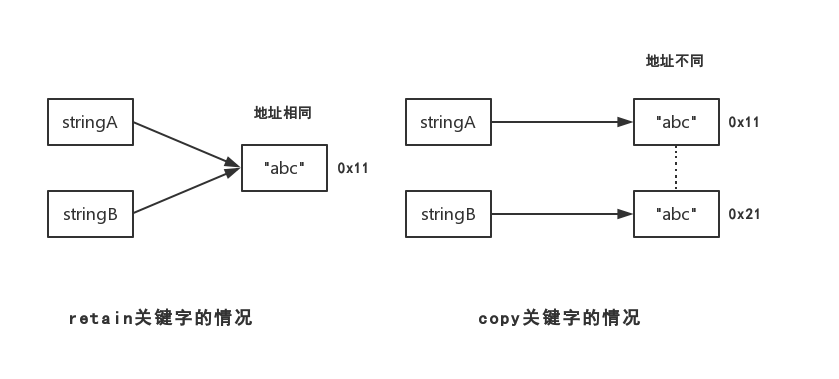 地址相同
stringA
"abc"
0x11
stringB
retain关键字的情况
地址不同
stringA
"abc"
0x11
stringB
"abc"
0x21
copy关键字的情况